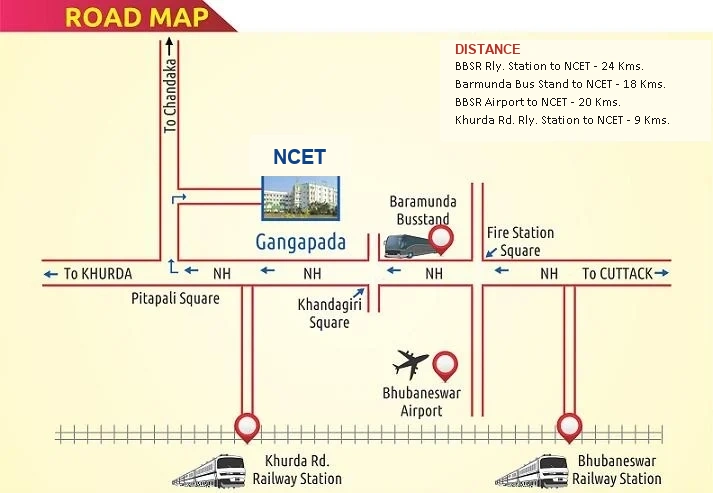 ROAD MAP
DISTANCE
BBSR Rly. Station to NCET - 24 Kms.
Barmunda Bus Stand to NCET - 18 Kms.
BBSR Airport to NCET - 20 Kms.
Khurda Rd. Rly. Station to NCET - 9 Kms.
To Chandaka
NCET
Gangapada
Baramunda
Busstand
Fire Station
Square
To KHURDA
NH
NH
NH
NH
To CUTTACK
Pitapali Square
Khandagiri
Square
Bhubaneswar
Airport
Khurda Rd.
Railway Station
Bhubaneswar
Railway Station